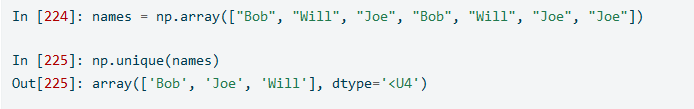 In [224]: names = np.array(["Bob", "Will", "Joe", "Bob", "Will", "Joe", "Joe"])
In [225]: np.unique(names)
Out[225]: array(['Bob', 'Joe', 'Will'], dtype='<U4')